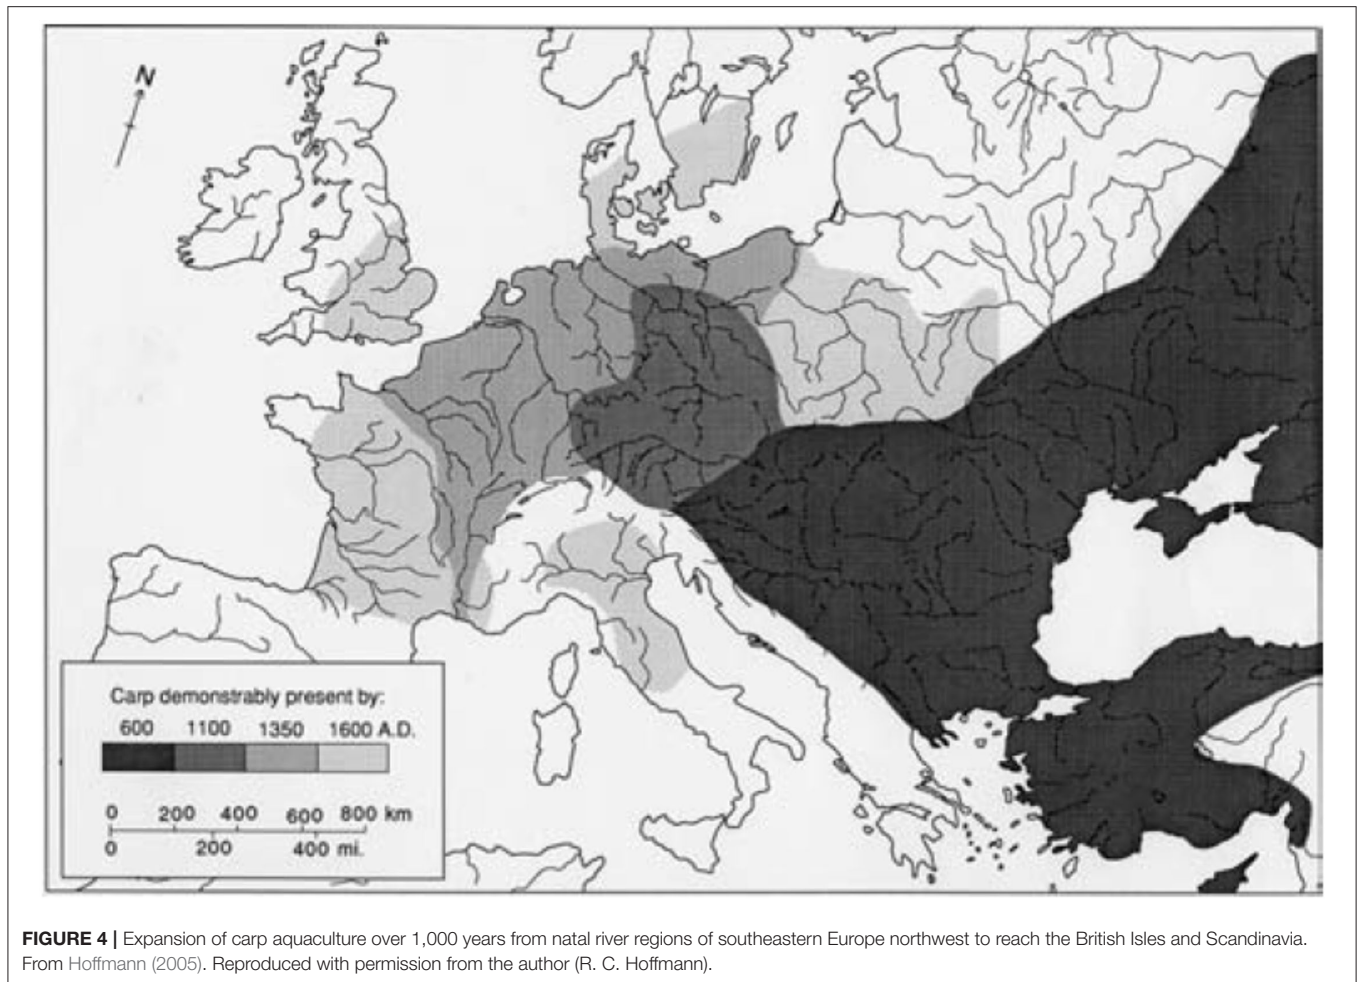 N
Carp demonstrably present by:
600 1100 1350 1600 A.D.
0 200 400 600 800 km
0 200 400 mi.
FIGURE 4 | Expansion of carp aquaculture over 1,000 years from natal river regions of southeastern Europe northwest to reach the British Isles and Scandinavia.
From Hoffmann (2005). Reproduced with permission from the author (R. C. Hoffmann).